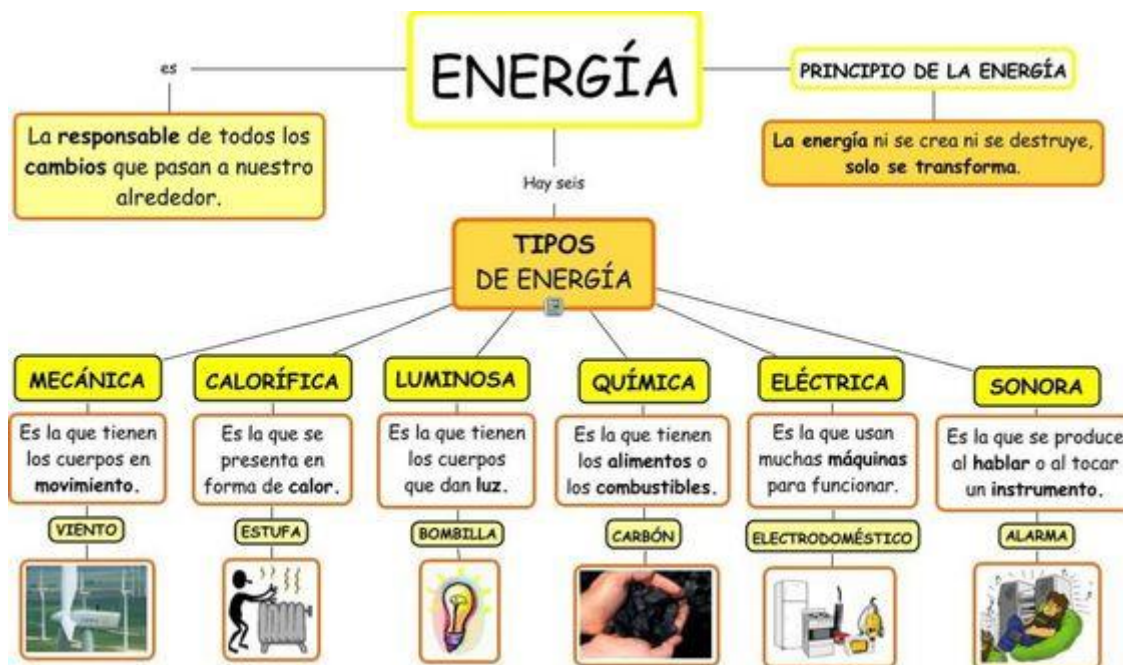 ENERGÍA
es
La responsable de todos los
cambios que pasan a nuestro
alrededor.
PRINCIPIO DE LA ENERGÍA
La energía ni se crea ni se destruye,
solo se transforma.
Hay seis
TIPOS
DE ENERGÍA
MECÁNICA
Es la que tienen
los cuerpos en
movimiento.
VIENTO
CALORÍFICA
Es la que se
presenta en
forma de calor.
ESTUFA
LUMINOSA
Es la que tienen
los cuerpos
que dan luz.
BOMBILLA
QUÍMICA
Es la que tienen
los alimentos o
los combustibles.
CARBÓN
ELÉCTRICA
Es la que usan
muchas máquinas
para funcionar.
ELECTRODOMÉSTICO
SONORA
Es la que se produce
al hablar o al tocar
un instrumento.
ALARMA